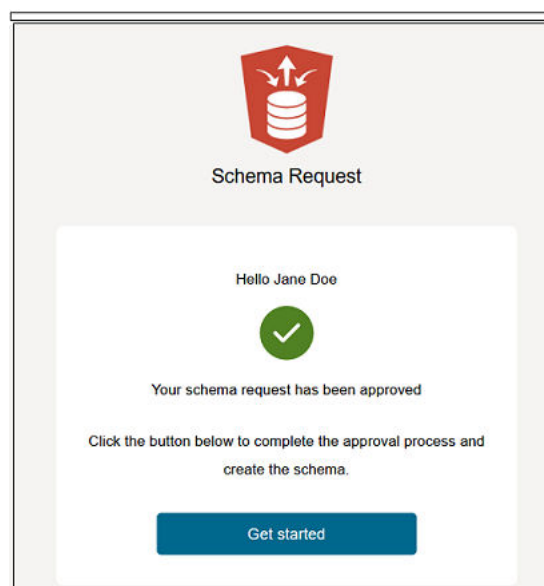 Schema Request
Hello Jane Doe
Your schema request has been approved
Click the button below to complete the approval process and
create the schema.
Get started